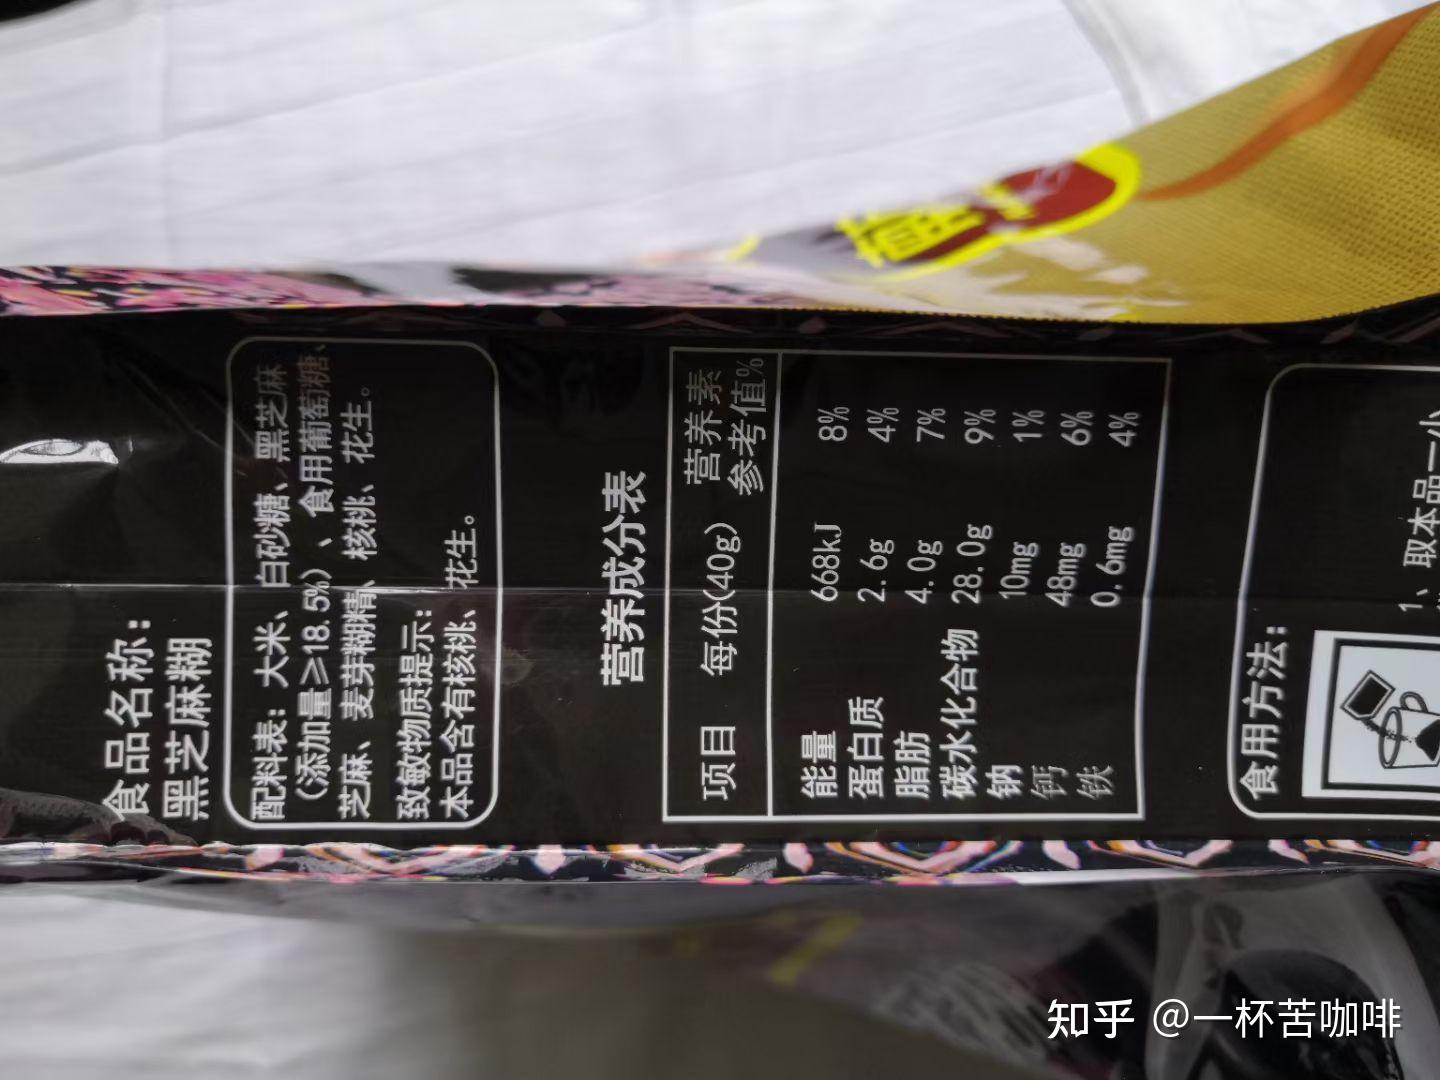 食品名称：
黑芝麻糊
配料表：大米、白砂糖、黑芝麻
（添加量≥18.5%）、食用葡萄糖、
芝麻、麦芽糊精、核桃、花生。
致敏物质提示：
本品含有核桃、花生。
营养成分表
项目 每份(40g) 营养素参考值%
能量 668kJ 8%
蛋白质 2.6g 4%
脂肪 4.0g 7%
碳水化合物 28.0g 9%
钠 10mg 1%
钙 48mg 6%
铁 0.6mg 4%
食用方法：
1、取本品一小
知乎 @一杯苦咖啡